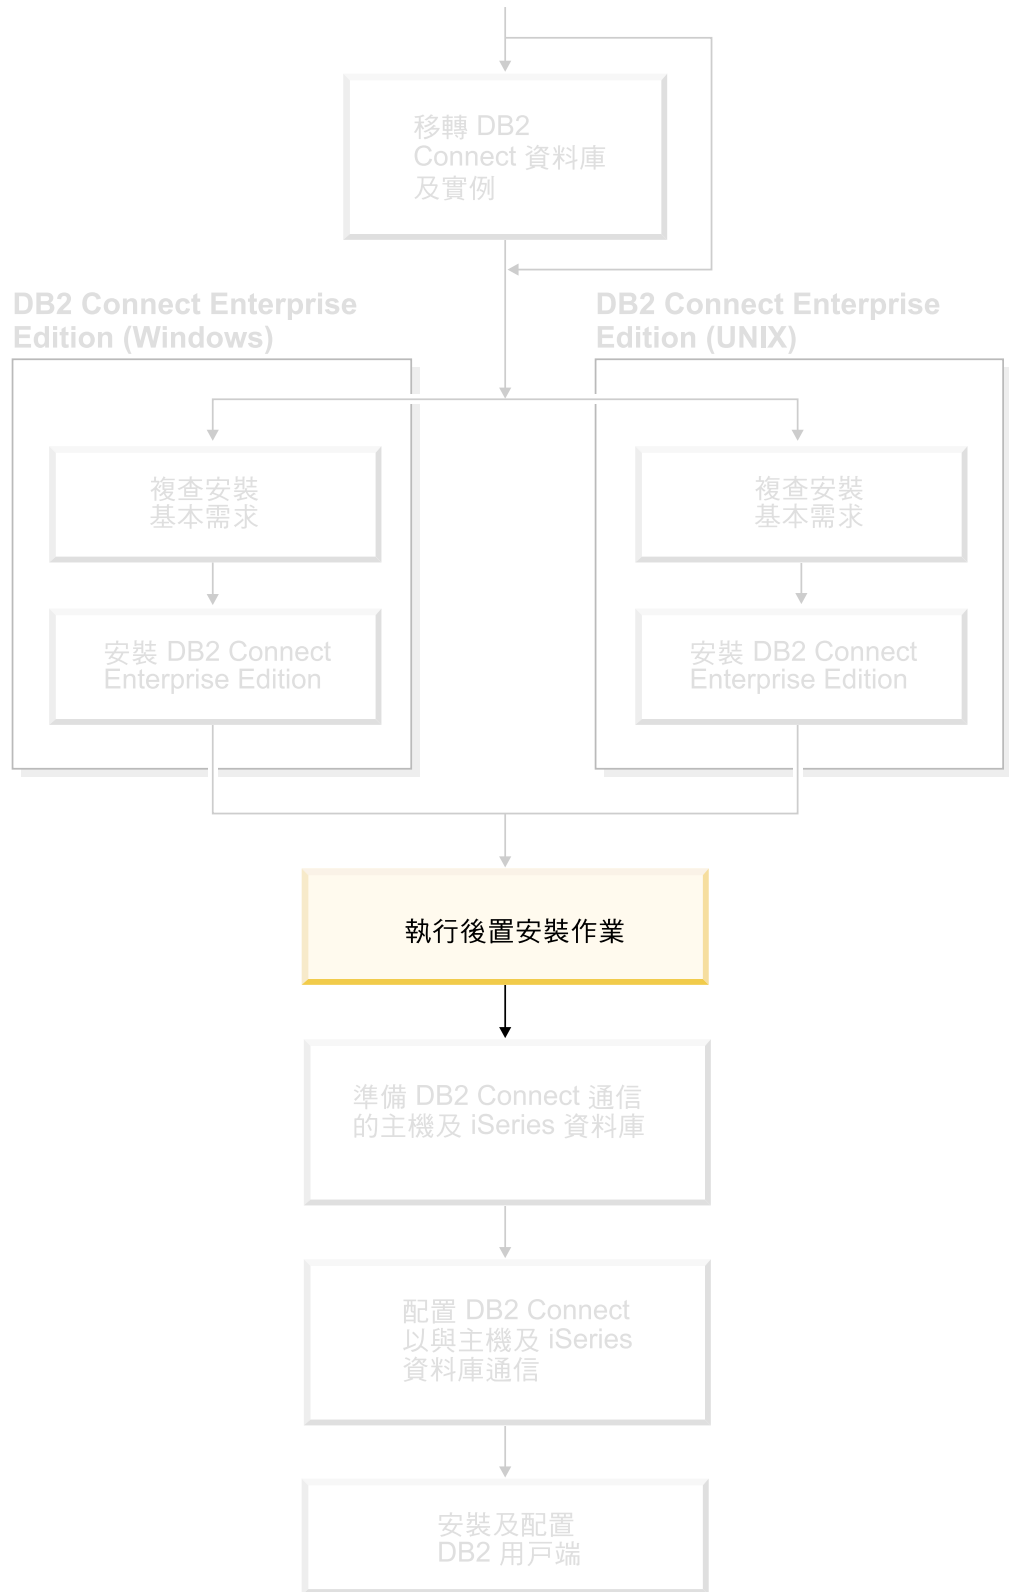 移轉 DB2
Connect 資料庫
及實例
DB2 Connect Enterprise
Edition (Windows)
DB2 Connect Enterprise
Edition (UNIX)
複查安裝
基本需求
複查安裝
基本需求
安裝 DB2 Connect
Enterprise Edition
安裝 DB2 Connect
Enterprise Edition
執行後置安裝作業
準備 DB2 Connect 通信
的主機及 iSeries 資料庫
配置 DB2 Connect
以與主機及 iSeries
資料庫通信
安裝及配置
DB2 用戶端